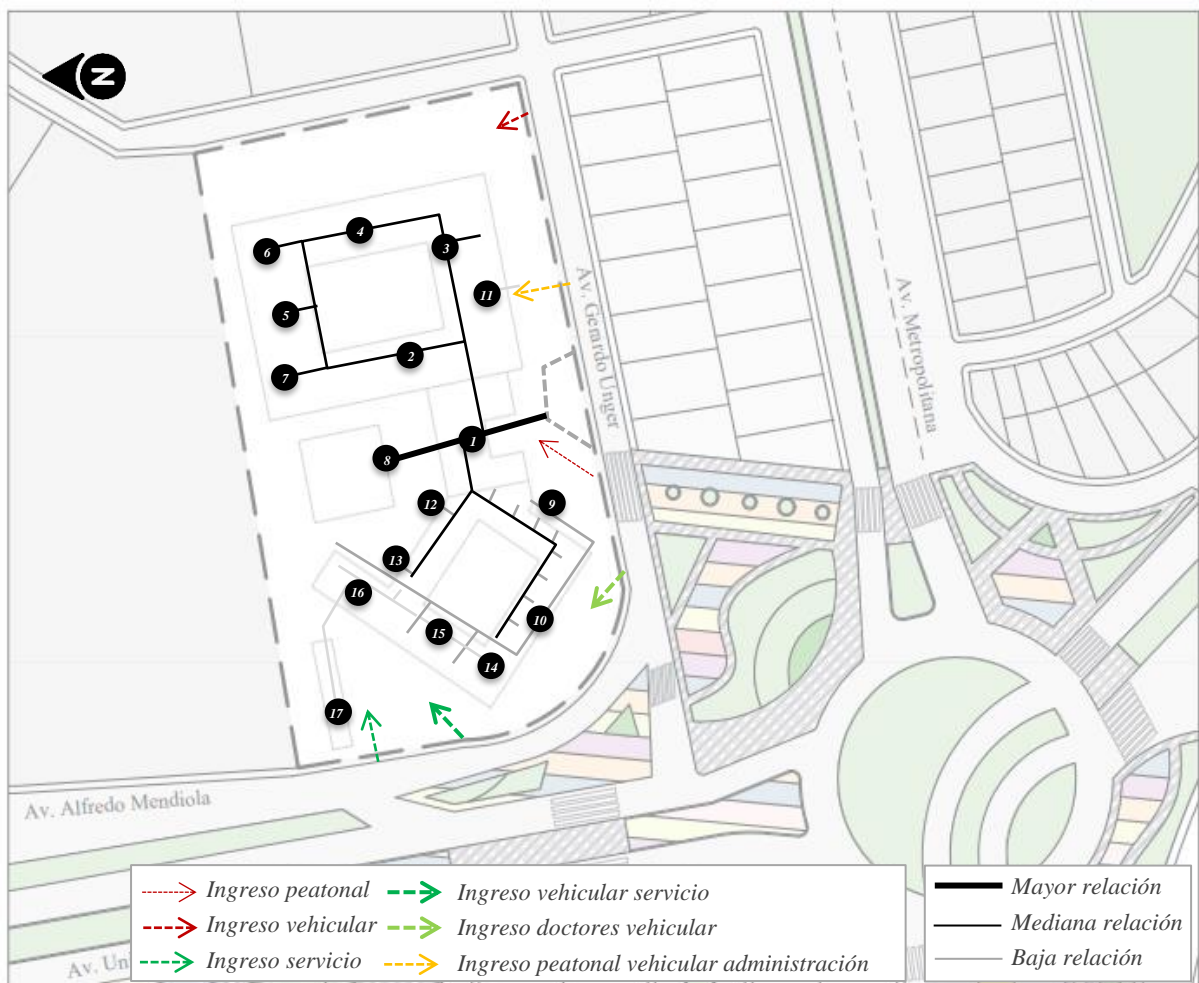 N
4
6
3
5
11
2
7
1
8
12
9
13
16
15
10
14
17
Av. Gerardo Unger
Av. Metropolitana
Av. Alfredo Mendiola
Ingreso peatonal
Ingreso vehicular
Ingreso servicio
Ingreso vehicular servicio
Ingreso doctores vehicular
Ingreso peatonal vehicular administración
Mayor relación
Mediana relación
Baja relación
Av.